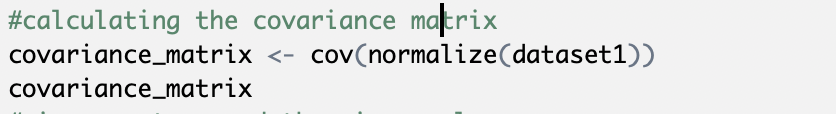 #calculating the covariance matrix
covariance_matrix <- cov(normalize(dataset1))
covariance_matrix